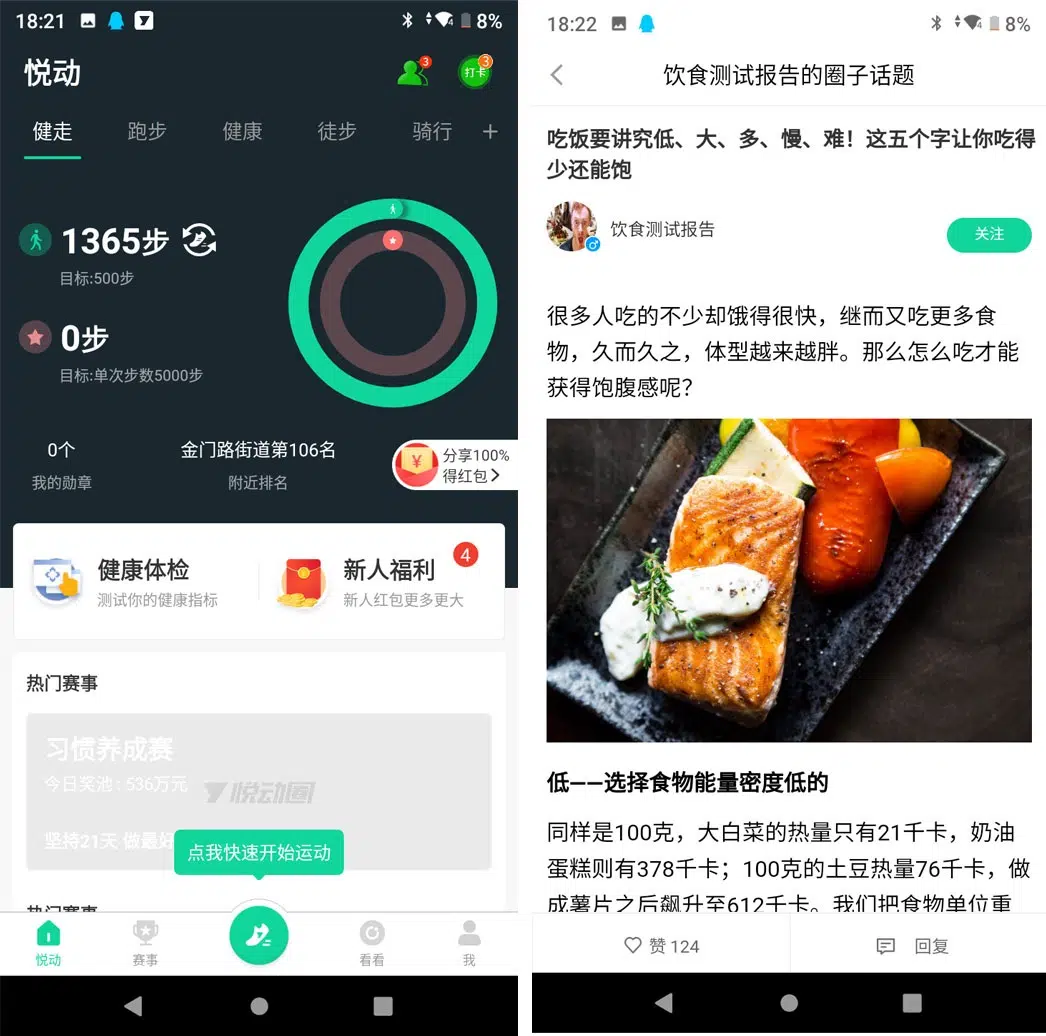 18:21
8%
悦动
3
打卡
3
健走
跑步
健康
徒步
骑行
+
1365步
目标:500步
0步
目标:单次步数5000步
0个
我的勋章
金门路街道第106名
附近排名
¥
分享100%
得红包
健康体检
测试你的健康指标
新人福利
4
新人红包更多更大
热门赛事
习惯养成赛
今日奖池 : 536万元
悦动圈
坚持21天 做最好
点我快速开始运动
热门赛事
悦动
赛事
看看
我
18:22
8%
饮食测试报告的圈子话题
吃饭要讲究低、大、多、慢、难！这五个字让你吃得
少还能饱
饮食测试报告
关注
很多人吃的不少却饿得很快，继而又吃更多食
物，久而久之，体型越来越胖。那么怎么吃才能
获得饱腹感呢？
低——选择食物能量密度低的
同样是100克，大白菜的热量只有21千卡，奶油
蛋糕则有378千卡；100克的土豆热量76千卡，做
成薯片之后飙升至612千卡。我们把食物单位重
赞 124
回复